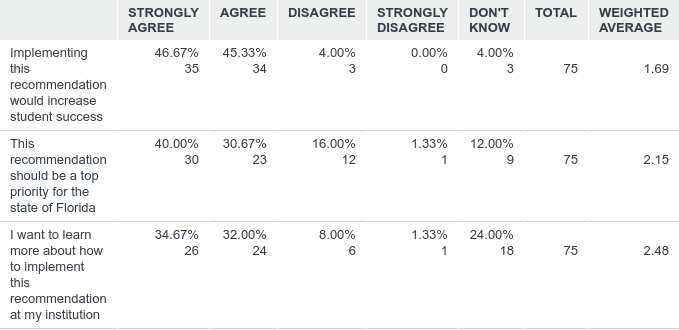 STRONGLY AGREE DISAGREE STRONGLY DON'T TOTAL WEIGHTED
AGREE DISAGREE KNOW AVERAGE
Implementing 46.67% 45.33% 4.00% 0.00% 4.00%
this 35 34 3 0 3 75 1.69
recommendation
would increase
student success
This 40.00% 30.67% 16.00% 1.33% 12.00%
recommendation 30 23 12 1 9 75 2.15
should be a top
priority for the
state of Florida
I want to learn 34.67% 32.00% 8.00% 1.33% 24.00%
more about how 26 24 6 1 18 75 2.48
to implement
this
recommendation
at my institution